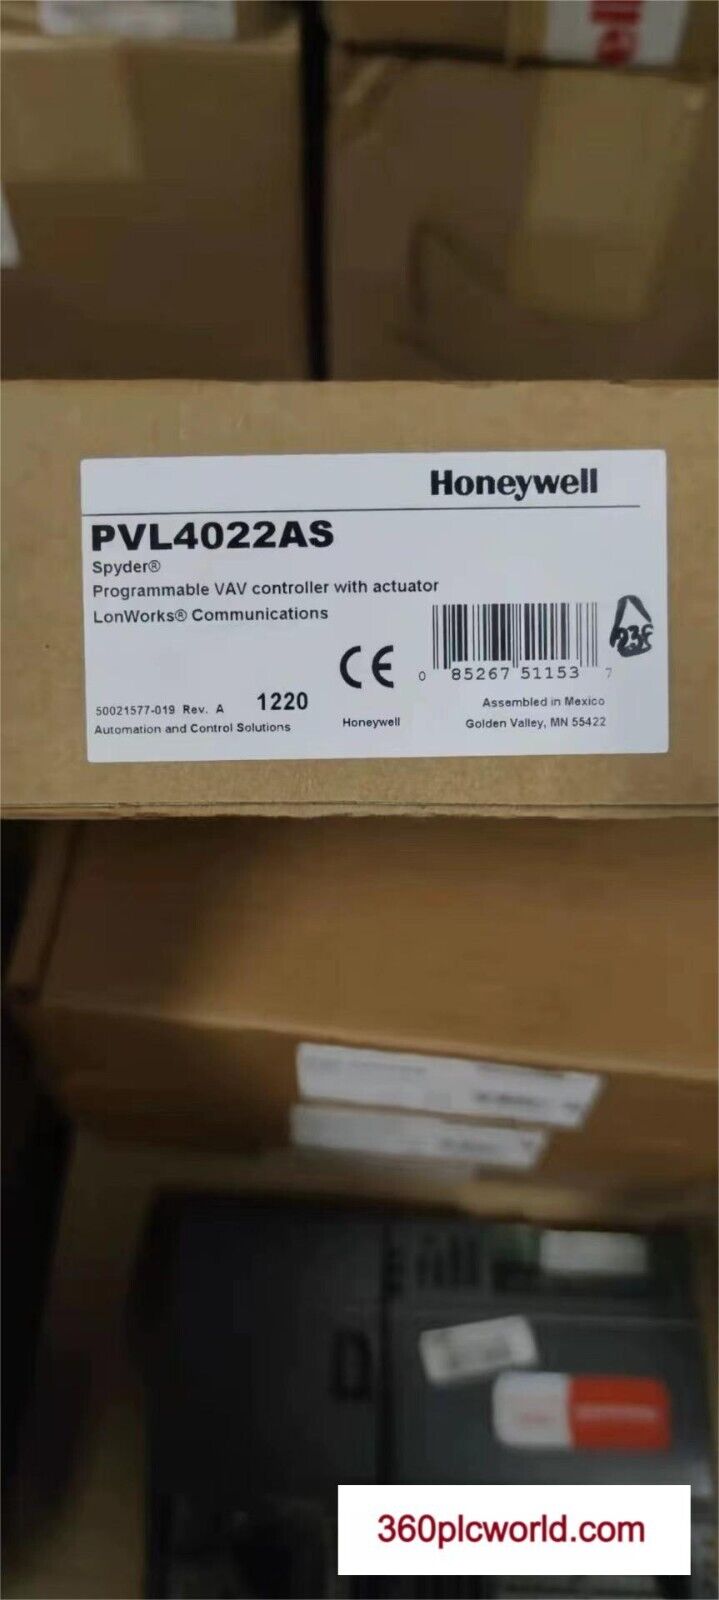 Honeywell
PVL4022AS
Spyder®
Programmable VAV controller with actuator
LonWorks® Communications
CE
0 85267 51153 7
23F
50021577-019 Rev. A 1220
Automation and Control Solutions
Honeywell
Assembled in Mexico
Golden Valley, MN 55422
360plcworld.com